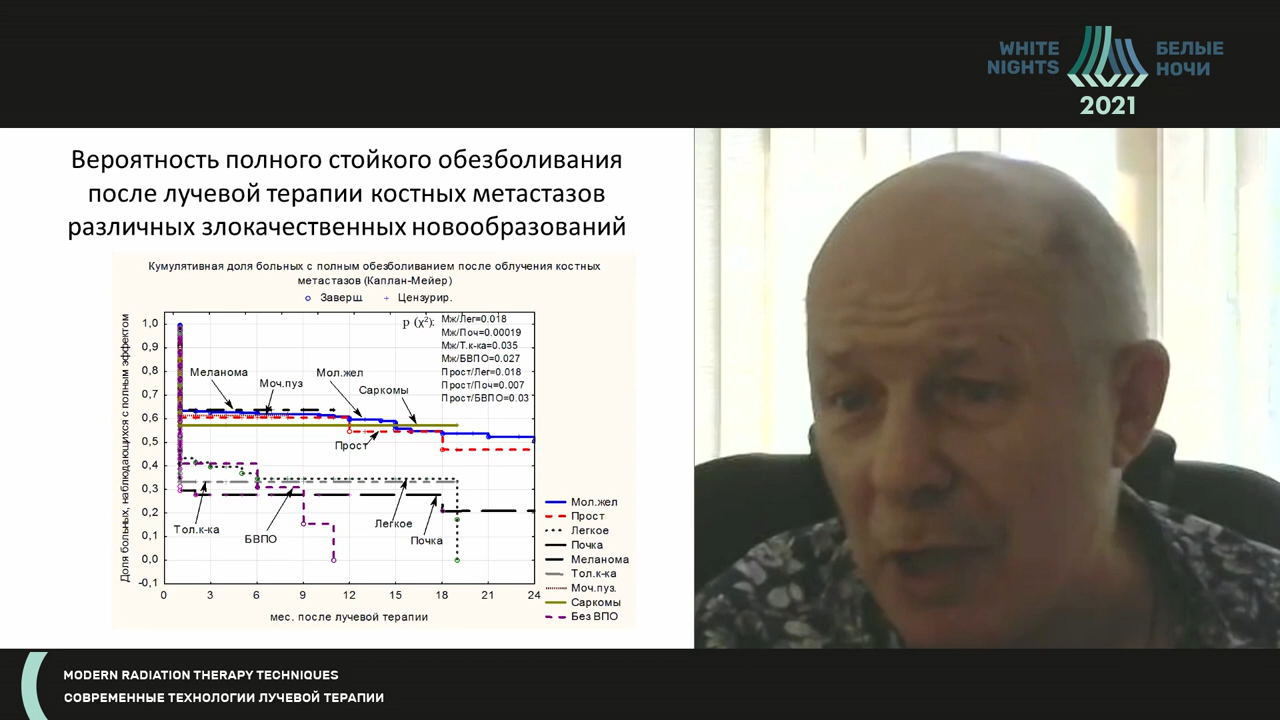 WHITE
NIGHTS
БЕЛЫЕ
НОЧИ
2021
Вероятность полного стойкого обезболивания
после лучевой терапии костных метастазов
различных злокачественных новообразований
Кумулятивная доля больных с полным обезболиванием после облучения костных
метастазов (Каплан-Мейер)
Заверш. Цензурир.
p (χ²):
Мж/Лег=0.018
Мж/Поч=0.00019
Мж/Т.к-ка=0.035
Мж/БВПО=0.027
Прост/Лег=0.018
Прост/Поч=0.007
Прост/БВПО=0.03
Доля больных, наблюдающихся с полным эффектом
1,0
0,9
0,8
0,7
0,6
0,5
0,4
0,3
0,2
0,1
0,0
-0,1
Меланома
Моч.пуз
Мол.жел
Саркомы
Прост
Тол.к-ка
БВПО
Легкое
Почка
0 3 6 9 12 15 18 21 24
мес. после лучевой терапии
Мол.жел
Прост
Легкое
Почка
Меланома
Тол.к-ка
Моч.пуз.
Саркомы
Без ВПО
MODERN RADIATION THERAPY TECHNIQUES
СОВРЕМЕННЫЕ ТЕХНОЛОГИИ ЛУЧЕВОЙ ТЕРАПИИ